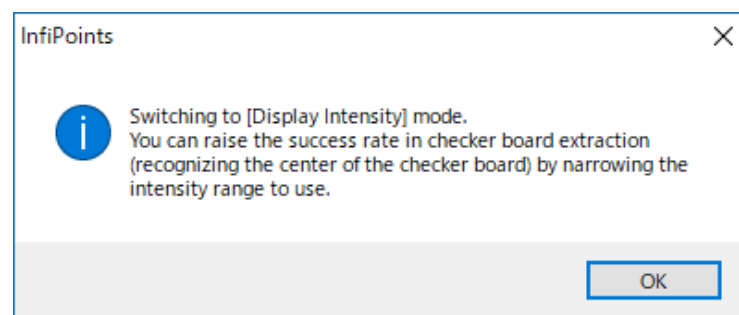 InfiPoints
Switching to [Display Intensity] mode.
You can raise the success rate in checker board extraction
(recognizing the center of the checker board) by narrowing the
intensity range to use.
OK